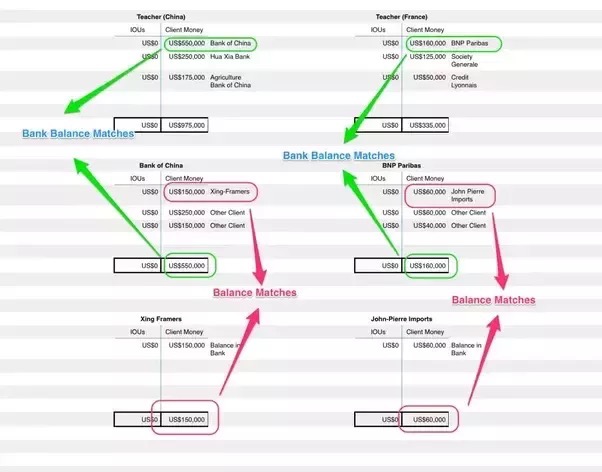 Teacher (China)
IOUs Client Money
US$0 US$550,000 Bank of China
US$0 US$250,000 Hua Xia Bank
US$0 US$175,000 Agriculture
Bank of China
US$0 US$975,000
Teacher (France)
IOUs Client Money
US$0 US$160,000 BNP Paribas
US$0 US$125,000 Society
Generale
US$0 US$50,000 Credit
Lyonnais
US$0 US$335,000
Bank Balance Matches
Bank Balance Matches
Bank of China
IOUs Client Money
US$0 US$150,000 Xing-Framers
US$0 US$250,000 Other Client
US$0 US$150,000 Other Client
US$0 US$550,000
BNP Paribas
IOUs Client Money
US$0 US$60,000 John Pierre
Imports
US$0 US$60,000 Other Client
US$0 US$40,000 Other Client
US$0 US$160,000
Balance Matches
Balance Matches
Xing Framers
IOUs Client Money
US$0 US$150,000 Balance in
Bank
US$0 US$150,000
John-Pierre Imports
IOUs Client Money
US$0 US$60,000 Balance in
Bank
US$0 US$60,000